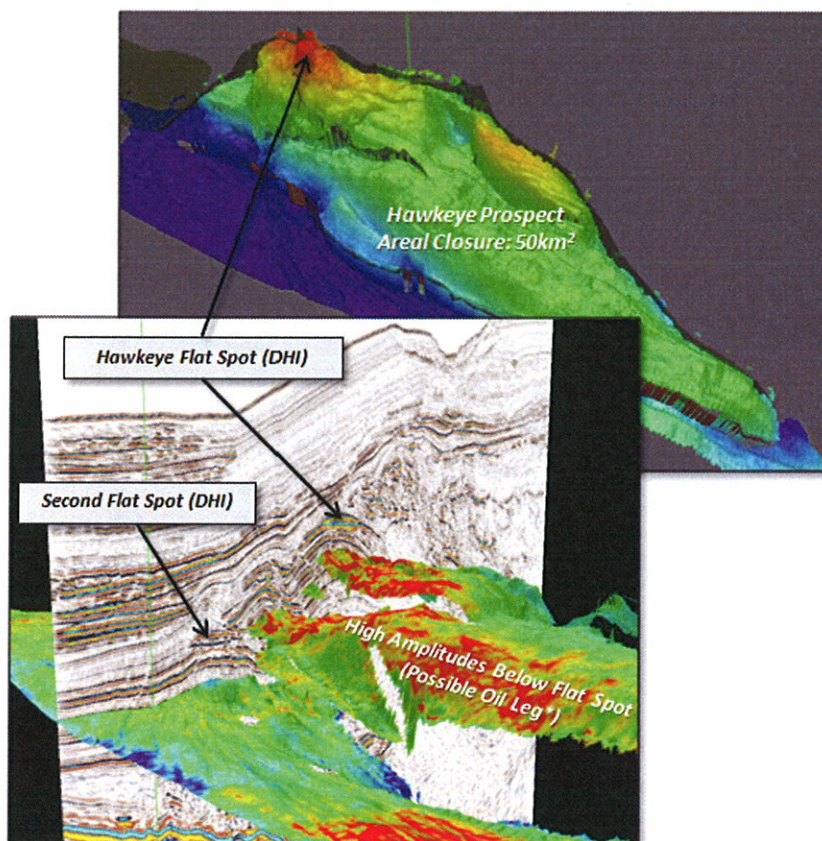 Hawkeye Prospect
Areal Closure: 50km²
Hawkeye Flat Spot (DHI)
Second Flat Spot (DHI)
High Amplitudes Below Flat Spot
(Possible Oil Leg*)